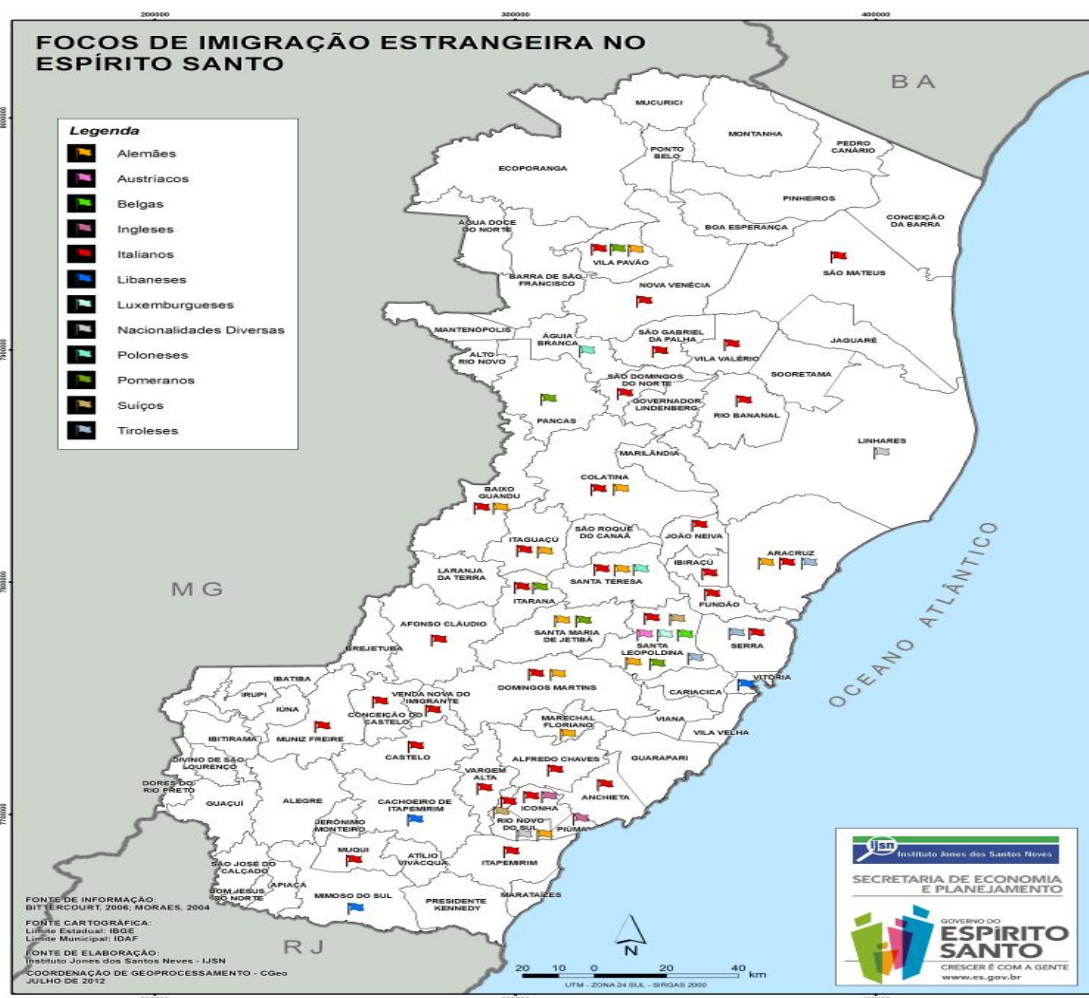 200000
300000
400000
FOCOS DE IMIGRAÇÃO ESTRANGEIRA NO
ESPÍRITO SANTO
BA
Legenda
Alemães
Austríacos
Belgas
Ingleses
Italianos
Libaneses
Luxemburgueses
Nacionalidades Diversas
Poloneses
Pomeranos
Suíços
Tiroleses
MUCURICI
MONTANHA
PEDRO
CANÁRIO
PONTO
BELO
ECOPORANGA
PINHEIROS
CONCEIÇÃO
DA BARRA
BOA ESPERANÇA
ÁGUA DOCE
DO NORTE
VILA PAVÃO
SÃO MATEUS
BARRA DE SÃO
FRANCISCO
NOVA VENÉCIA
MANTENÓPOLIS
ÁGUIA
BRANCA
SÃO GABRIEL
DA PALHA
VILA VALÉRIO
JAGUARÉ
ALTO
RIO NOVO
SOORETAMA
SÃO DOMINGOS
DO NORTE
GOVERNADOR
LINDENBERG
RIO BANANAL
PANCAS
LINHARES
MARILÂNDIA
COLATINA
BAIXO
GUANDU
SÃO ROQUE
DO CANAÃ
JOÃO NEIVA
ITAGUAÇÚ
ARACRUZ
IBIRAÇÚ
LARANJA
DA TERRA
SANTA TERESA
ITARANA
FUNDÃO
MG
AFONSO CLÁUDIO
SANTA MARIA
DE JETIBÁ
SANTA
LEOPOLDINA
SERRA
BREJETUBA
OCEANO ATLÂNTICO
IBATIBA
VITÓRIA
DOMINGOS MARTINS
CARIACICA
IRUPI
IÚNA
VENDA NOVA DO
IMIGRANTE
CONCEIÇÃO DO
CASTELO
MARECHAL
FLORIANO
VIANA
VILA VELHA
IBITIRAMA
MUNIZ FREIRE
CASTELO
DIVINO DE SÃO
LOURENÇO
ALFREDO CHAVES
GUARAPARI
VARGEM
ALTA
DORES DO
RIO PRETO
ANCHIETA
GUAÇUÍ
ALEGRE
CACHOEIRO DE
ITAPEMIRIM
ICONHA
RIO NOVO
DO SUL
PIÚMA
JERÔNIMO
MONTEIRO
MUQUI
ATÍLIO
VIVÁCQUA
ITAPEMIRIM
SÃO JOSÉ DO
CALÇADO
APIACÁ
BOM JESUS
DO NORTE
MIMOSO DO SUL
PRESIDENTE
KENNEDY
MARATAÍZES
RJ
FONTE DE INFORMAÇÃO:
BITTERCOURT, 2006; MORAES, 2004
FONTE CARTOGRÁFICA:
Limite Estadual: IBGE
Limite Municipal: IDAF
FONTE DE ELABORAÇÃO:
Instituto Jones dos Santos Neves - IJSN
COORDENAÇÃO DE GEOPROCESSAMENTO - CGeo
JULHO DE 2012
N
20 10 0 20 40
km
UTM - ZONA 24 SUL - SIRGAS 2000
ijsn Instituto Jones dos Santos Neves
SECRETARIA DE ECONOMIA
E PLANEJAMENTO
GOVERNO DO
ESPÍRITO
SANTO
CRESCER É COM A GENTE
www.es.gov.br